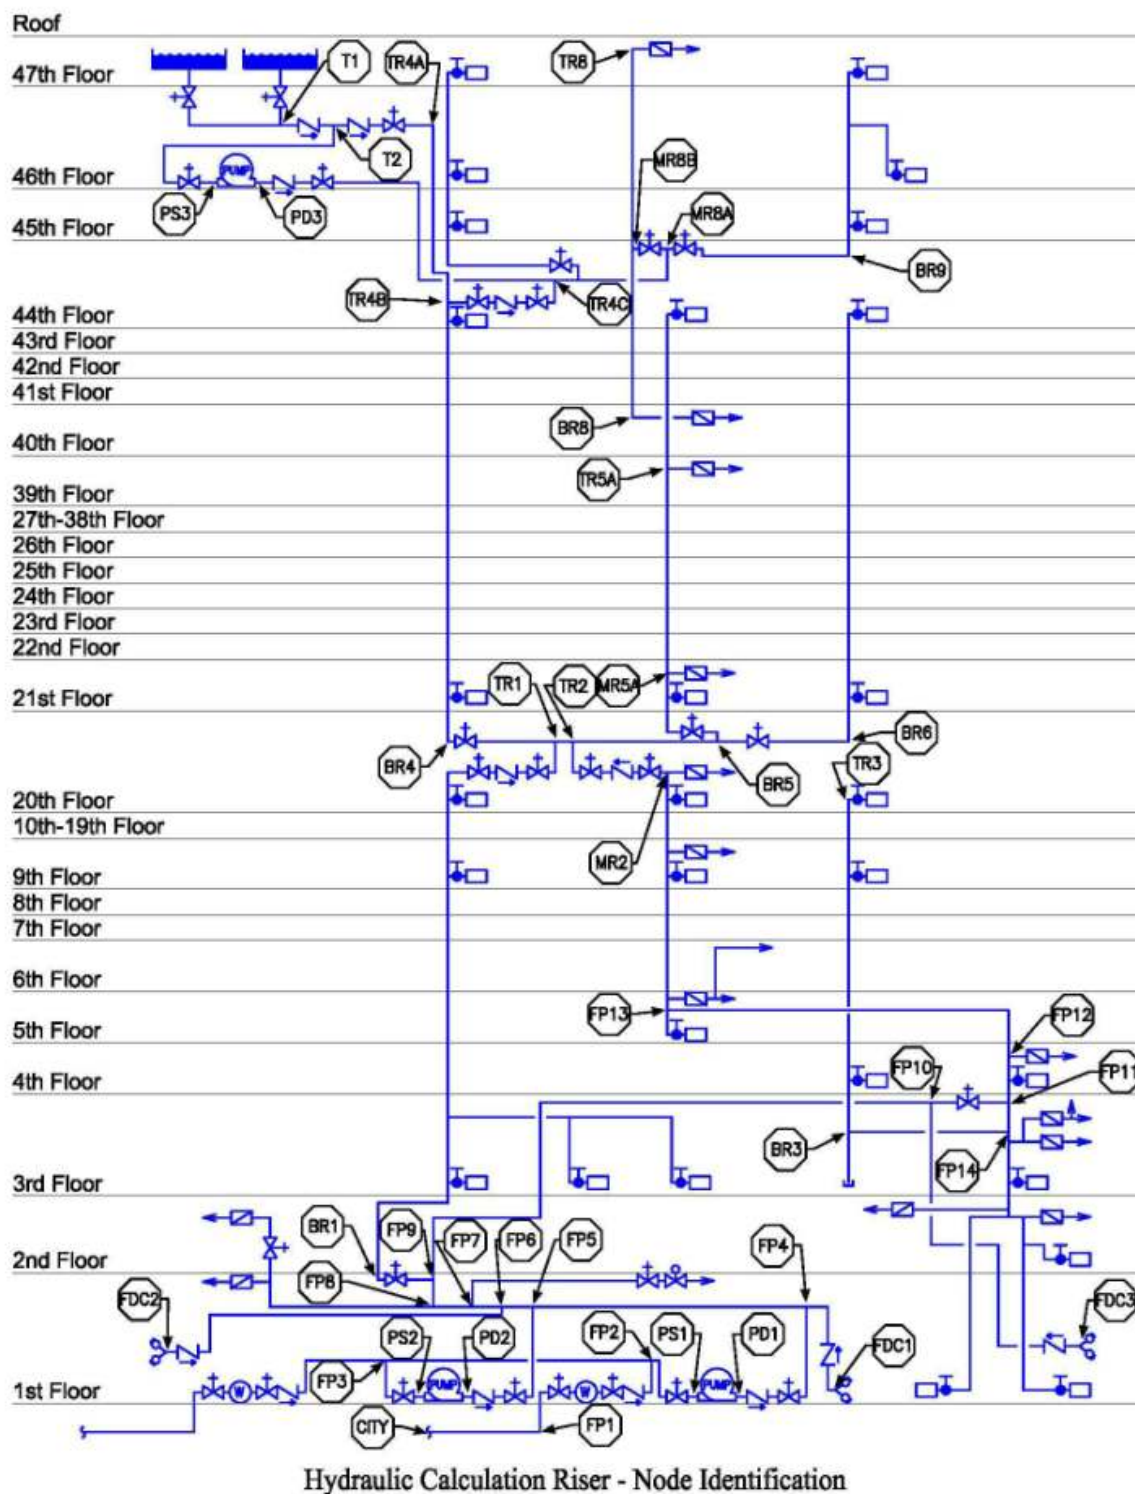 Roof
T1
TR4A
TR8
47th Floor
T2
MR8B
PUMP
46th Floor
PS3
PD3
MR8A
45th Floor
BR9
TR4B
TR4C
44th Floor
43rd Floor
42nd Floor
41st Floor
BR8
40th Floor
TR5A
39th Floor
27th-38th Floor
26th Floor
25th Floor
24th Floor
23rd Floor
22nd Floor
TR1
TR2
MR5A
21st Floor
BR6
BR4
BR5
TR3
20th Floor
10th-19th Floor
MR2
9th Floor
8th Floor
7th Floor
6th Floor
FP13
FP12
5th Floor
FP10
FP11
4th Floor
BR3
FP14
3rd Floor
BR1
FP9
FP7
FP6
FP5
FP4
2nd Floor
FP8
FDC2
FDC3
PS2
PD2
FP2
PS1
PD1
FDC1
FP3
PUMP
PUMP
1st Floor
W
W
CITY
FP1
Hydraulic Calculation Riser - Node Identification